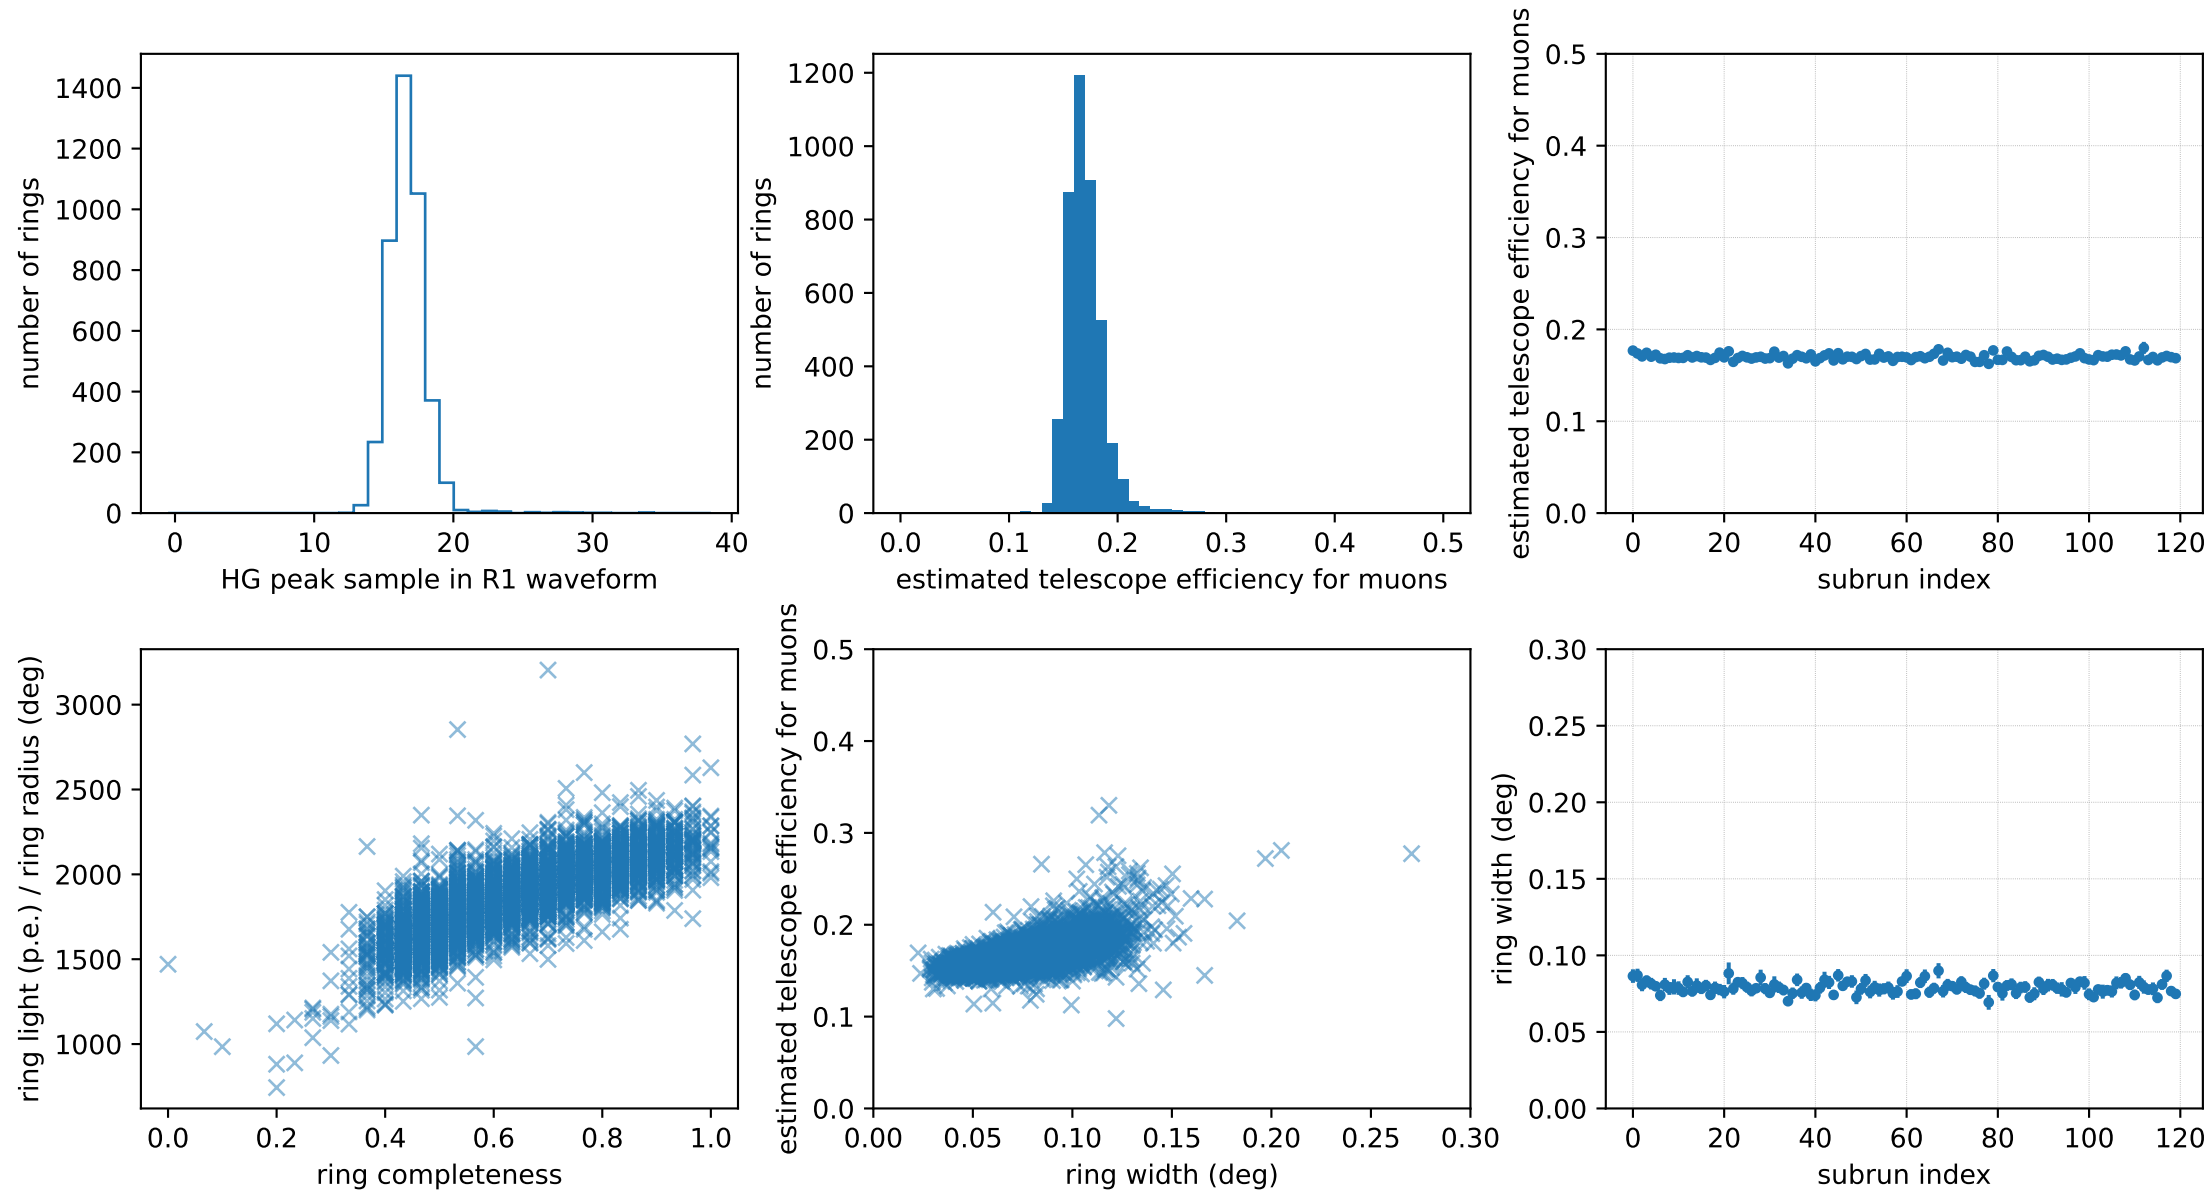 number of rings
1400
1200
1000
800
600
400
200
0
0 10 20 30 40
HG peak sample in R1 waveform
number of rings
1200
1000
800
600
400
200
0
0.0 0.1 0.2 0.3 0.4 0.5
estimated telescope efficiency for muons
estimated telescope efficiency for muons
0.5
0.4
0.3
0.2
0.1
0.0
0 20 40 60 80 100 120
subrun index
ring light (p.e.) / ring radius (deg)
3000
2500
2000
1500
1000
0.0 0.2 0.4 0.6 0.8 1.0
ring completeness
estimated telescope efficiency for muons
0.5
0.4
0.3
0.2
0.1
0.0
0.00 0.05 0.10 0.15 0.20 0.25 0.30
ring width (deg)
ring width (deg)
0.30
0.25
0.20
0.15
0.10
0.05
0.00
0 20 40 60 80 100 120
subrun index